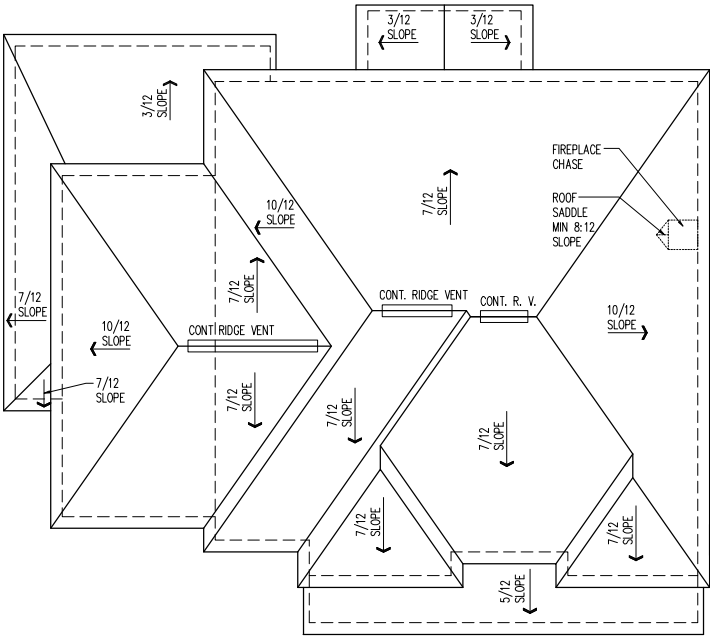 3/12
SLOPE
3/12
SLOPE
3/12
SLOPE
FIREPLACE
CHASE
ROOF
SADDLE
MIN 8:12
SLOPE
7/12
SLOPE
10/12
SLOPE
7/12
SLOPE
7/12
SLOPE
CONT. RIDGE VENT
CONT. R. V.
10/12
SLOPE
10/12
SLOPE
CONT RIDGE VENT
7/12
SLOPE
7/12
SLOPE
7/12
SLOPE
7/12
SLOPE
7/12
SLOPE
7/12
SLOPE
5/12
SLOPE